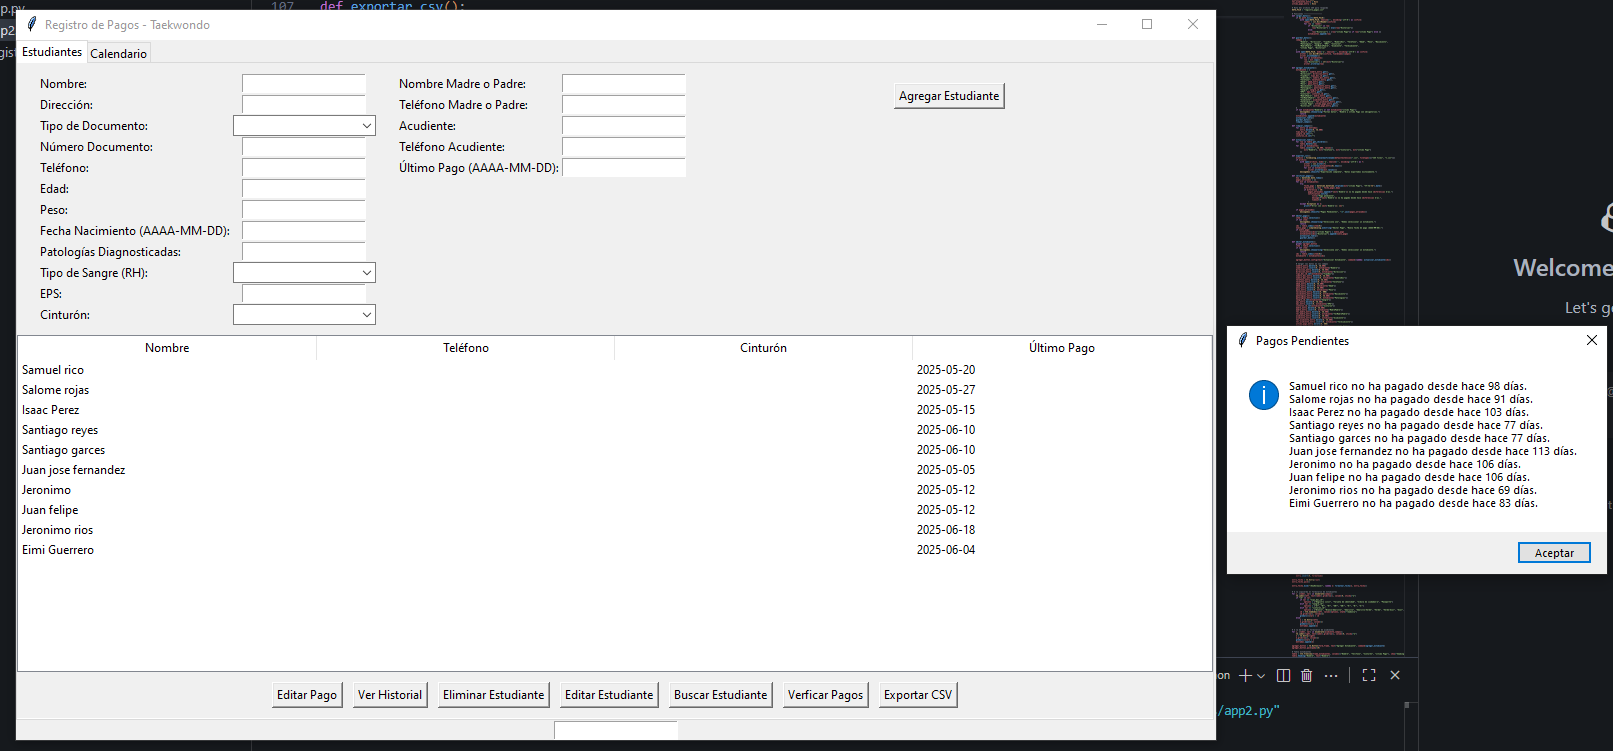 p.py
107 def exportar_csv():
Registro de Pagos - Taekwondo
p2
gist
Estudiantes
Calendario
Nombre:
Dirección:
Tipo de Documento:
Número Documento:
Teléfono:
Edad:
Peso:
Fecha Nacimiento (AAAA-MM-DD):
Patologías Diagnosticadas:
Tipo de Sangre (RH):
EPS:
Cinturón:
Nombre Madre o Padre:
Teléfono Madre o Padre:
Acudiente:
Teléfono Acudiente:
Último Pago (AAAA-MM-DD):
Agregar Estudiante
Nombre Teléfono Cinturón Último Pago
Samuel rico 2025-05-20
Salome rojas 2025-05-27
Isaac Perez 2025-05-15
Santiago reyes 2025-06-10
Santiago garces 2025-06-10
Juan jose fernandez 2025-05-05
Jeronimo 2025-05-12
Juan felipe 2025-05-12
Jeronimo rios 2025-06-18
Eimi Guerrero 2025-06-04
Editar Pago
Ver Historial
Eliminar Estudiante
Editar Estudiante
Buscar Estudiante
Verficar Pagos
Exportar CSV
Welcome
Let's g
Pagos Pendientes
Samuel rico no ha pagado desde hace 98 días.
Salome rojas no ha pagado desde hace 91 días.
Isaac Perez no ha pagado desde hace 103 días.
Santiago reyes no ha pagado desde hace 77 días.
Santiago garces no ha pagado desde hace 77 días.
Juan jose fernandez no ha pagado desde hace 113 días.
Jeronimo no ha pagado desde hace 106 días.
Juan felipe no ha pagado desde hace 106 días.
Jeronimo rios no ha pagado desde hace 69 días.
Eimi Guerrero no ha pagado desde hace 83 días.
Aceptar
on
/app2.py"